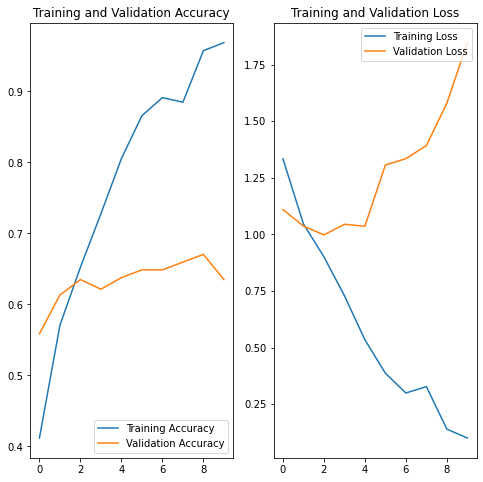 Training and Validation Accuracy
0.9
0.8
0.7
0.6
0.5
0.4
0 2 4 6 8
Training Accuracy
Validation Accuracy
Training and Validation Loss
1.75
1.50
1.25
1.00
0.75
0.50
0.25
0 2 4 6 8
Training Loss
Validation Loss